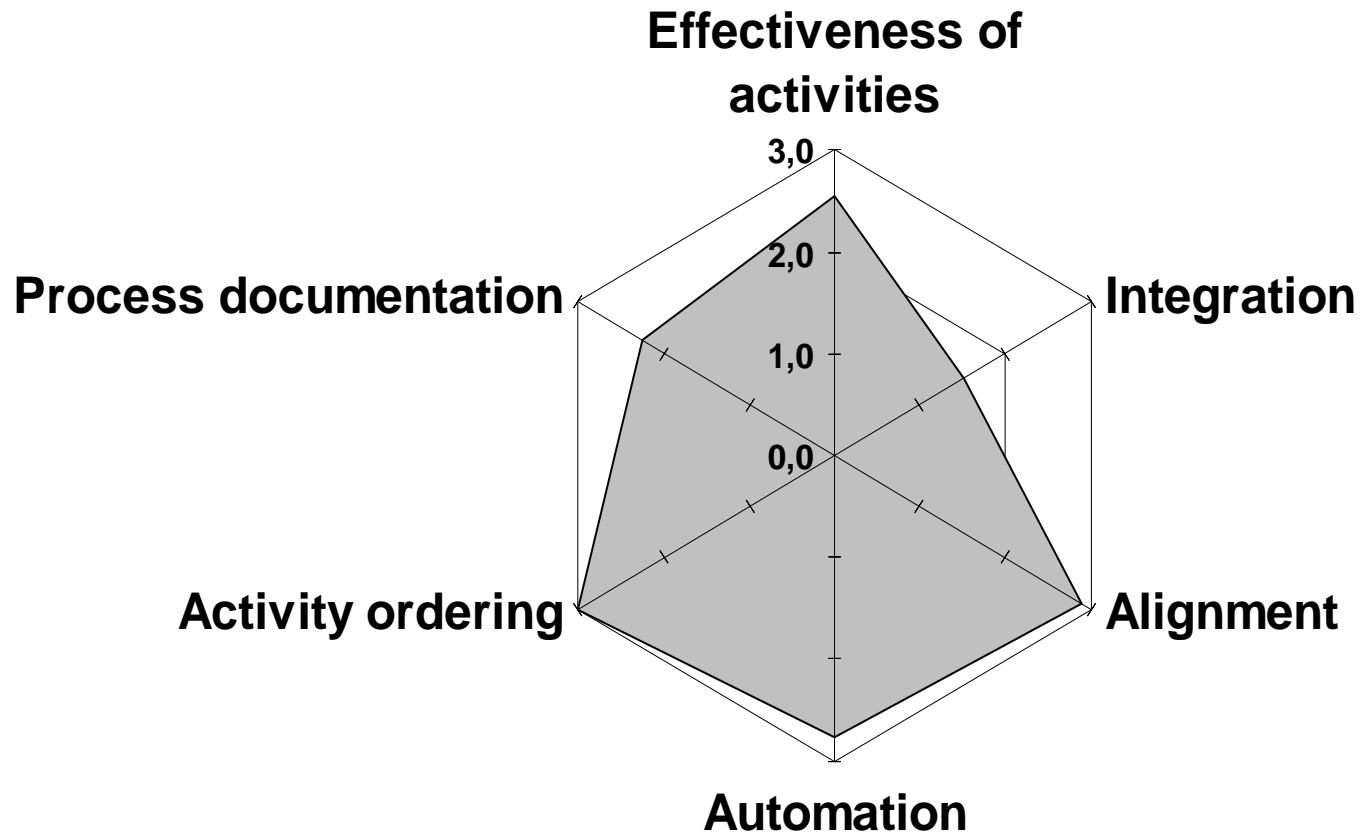 Effectiveness of
activities
3,0
2,0
Process documentation
Integration
1,0
0,0
Activity ordering
Alignment
Automation